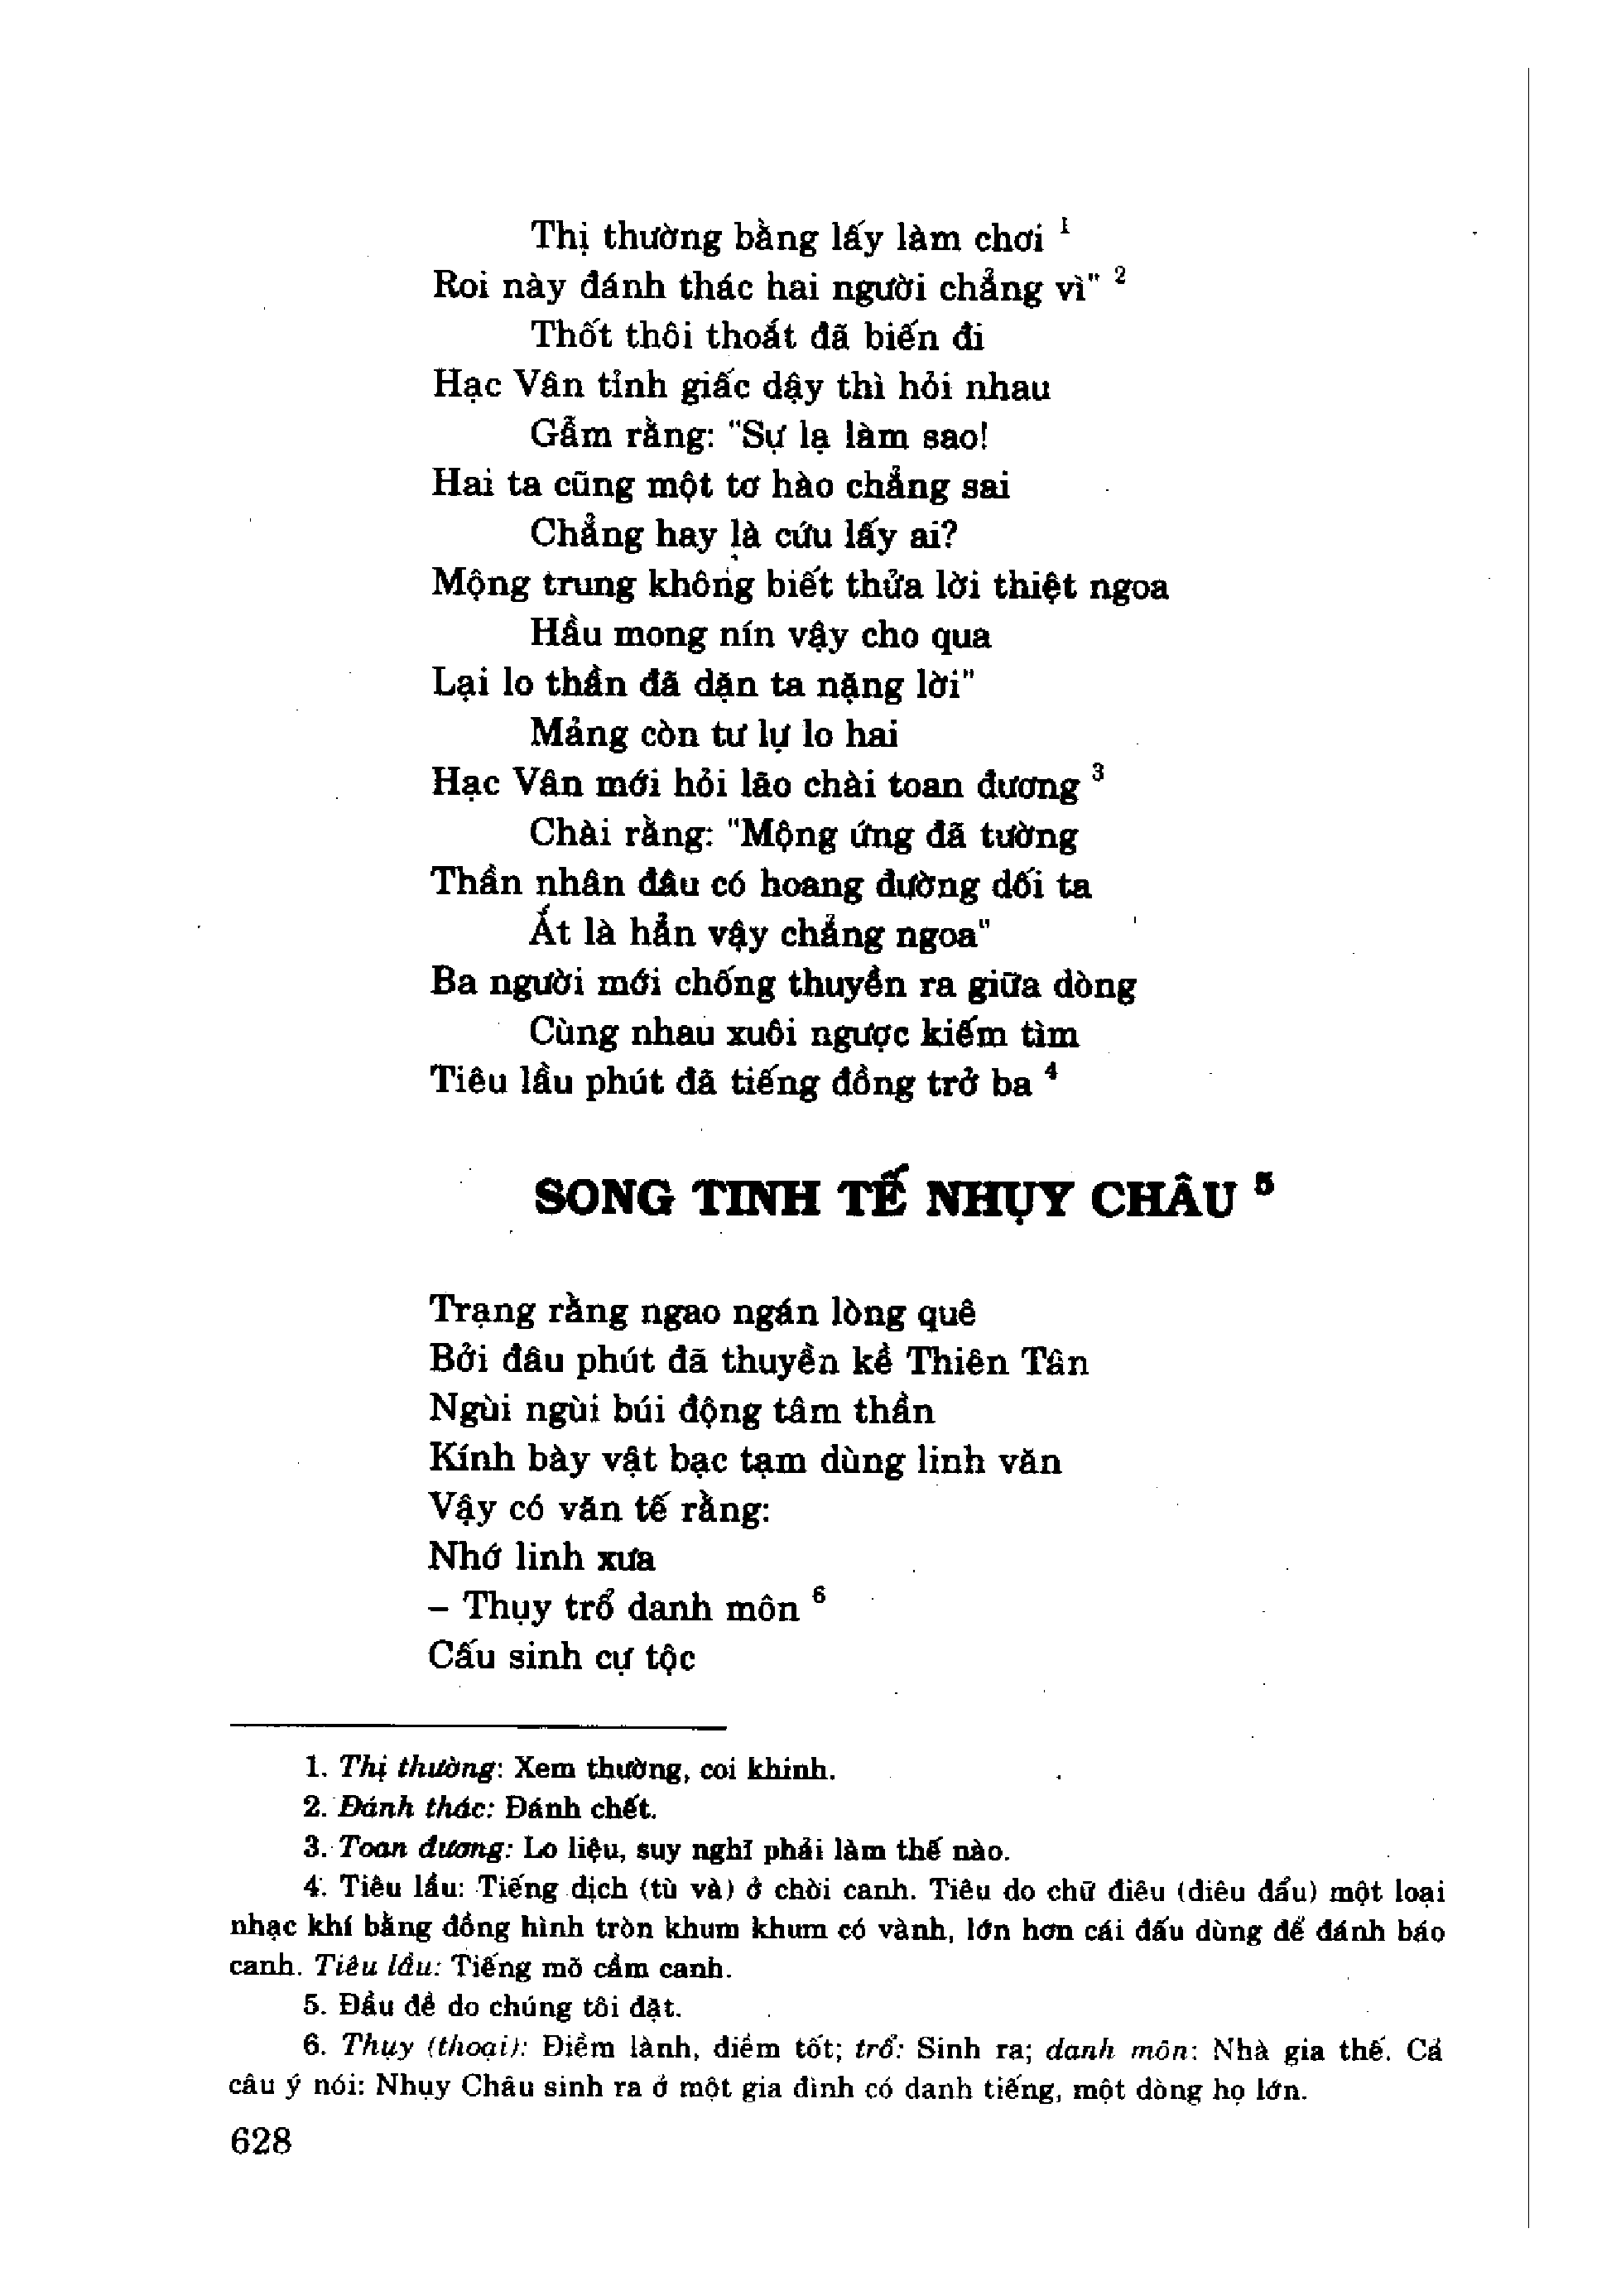 Thị thường bằng lấy làm chơi ¹
Roi này đánh thác hai người chẳng vì" ²
Thốt thôi thoắt đã biến đi
Hạc Vân tỉnh giấc dậy thì hỏi nhau
Gẫm rằng: "Sự lạ làm sao!
Hai ta cũng một tơ hào chẳng sai
Chẳng hay là cứu lấy ai?
Mộng trung không biết thửa lời thiệt ngoa
Hầu mong nín vậy cho qua
Lại lo thần đã dặn ta nặng lời"
Mảng còn tư lự lo hai
Hạc Vân mới hỏi lão chài toan đương ³
Chài rằng: "Mộng ứng đã tường
Thần nhân đâu có hoang đường dối ta
Ắt là hẳn vậy chẳng ngoa"
Ba người mới chống thuyền ra giữa dòng
Cùng nhau xuôi ngược kiếm tìm
Tiêu lầu phút đã tiếng đồng trở ba ⁴
SONG TINH TẾ NHỤY CHÂU ⁵
Trạng rằng ngao ngán lòng quê
Bởi đâu phút đã thuyền kề Thiên Tân
Ngùi ngùi búi động tâm thần
Kính bày vật bạc tạm dùng linh văn
Vậy có văn tế rằng:
Nhớ linh xưa
– Thụy trổ danh môn ⁶
Cấu sinh cự tộc
1. Thị thường: Xem thường, coi khinh.
2. Đánh thác: Đánh chết.
3. Toan đương: Lo liệu, suy nghĩ phải làm thế nào.
4. Tiêu lầu: Tiếng dịch (tù và) ở chòi canh. Tiêu do chữ điêu (điêu đẩu) một loại
nhạc khí bằng đồng hình tròn khum khum có vành, lớn hơn cái đấu dùng để đánh báo
canh. Tiêu lầu: Tiếng mõ cầm canh.
5. Đầu đề do chúng tôi đặt.
6. Thụy (thoại): Điềm lành, điềm tốt; trổ: Sinh ra; danh môn: Nhà gia thế. Cả
câu ý nói: Nhụy Châu sinh ra ở một gia đình có danh tiếng, một dòng họ lớn.
628